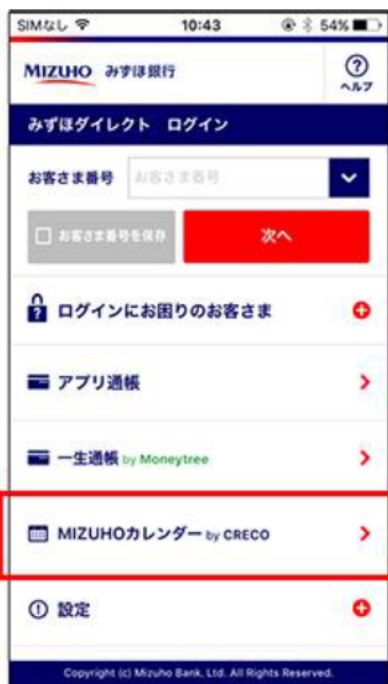 SIMなし 10:43 54%
MIZUHO みずほ銀行
?
ヘルプ
みずほダイレクト ログイン
お客さま番号 お客さま番号
お客さま番号を保存 次へ
? ログインにお困りのお客さま
アプリ通帳
一生通帳 by Moneytree
MIZUHOカレンダー by CRECO
設定
Copyright (c) Mizuho Bank, Ltd. All Rights Reserved.